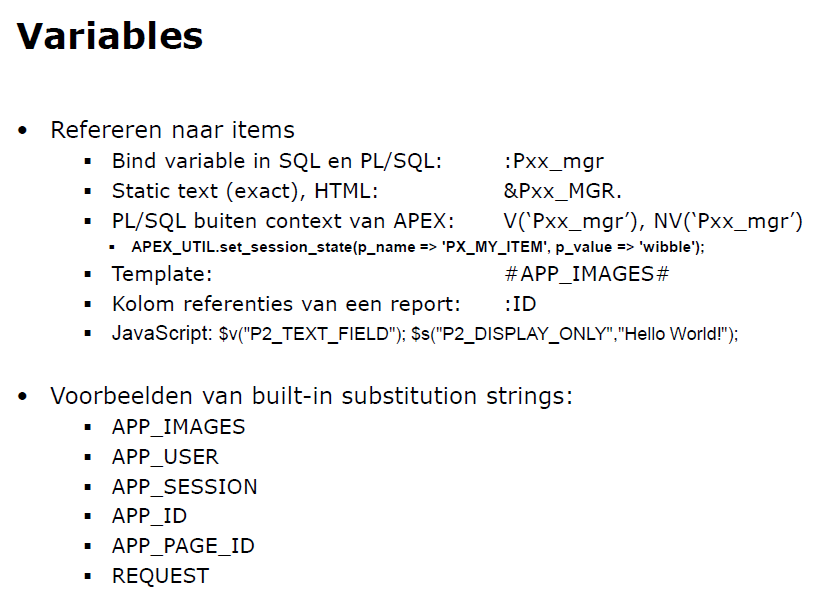 Variables
• Refereren naar items
▪ Bind variable in SQL en PL/SQL: :Pxx_mgr
▪ Static text (exact), HTML: &Pxx_MGR.
▪ PL/SQL buiten context van APEX: V(‘Pxx_mgr’), NV(‘Pxx_mgr’)
▪ APEX_UTIL.set_session_state(p_name => 'PX_MY_ITEM', p_value => 'wibble');
▪ Template: #APP_IMAGES#
▪ Kolom referenties van een report: :ID
▪ JavaScript: $v("P2_TEXT_FIELD"); $s("P2_DISPLAY_ONLY","Hello World!");
• Voorbeelden van built-in substitution strings:
▪ APP_IMAGES
▪ APP_USER
▪ APP_SESSION
▪ APP_ID
▪ APP_PAGE_ID
▪ REQUEST